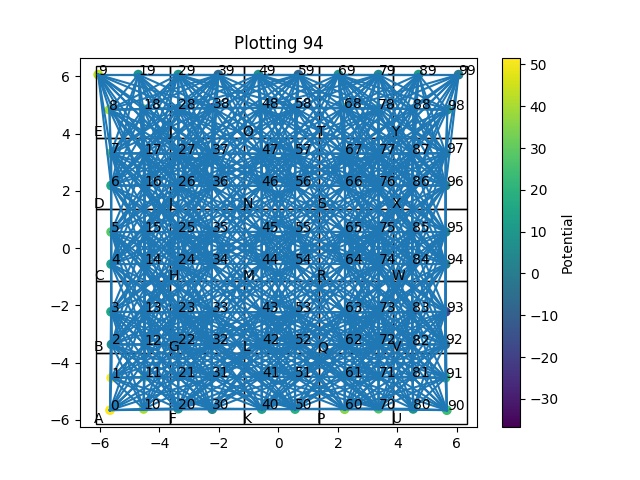 Plotting 94
6 9 19 29 39 49 59 69 79 89 99
8 18 28 38 48 58 68 78 88 98
4 E J O T Y
7 17 27 37 47 57 67 77 87 97
2 6 16 26 36 46 56 66 76 86 96
D I N S X
0 5 15 25 35 45 55 65 75 85 95
4 14 24 34 44 54 64 74 84 94
C H M R W
−2 3 13 23 33 43 53 63 73 83 93
2 12 22 32 42 52 62 72 82 92
B G L Q V
−4 1 11 21 31 41 51 61 71 81 91
0 10 20 30 40 50 60 70 80 90
−6 A F K P U
−6 −4 −2 0 2 4 6
50
40
30
20
10
0
−10
−20
−30
Potential